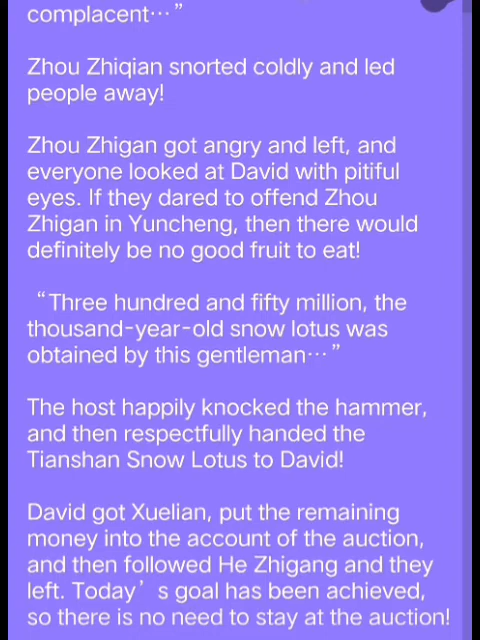 complacent···”
Zhou Zhiqian snorted coldly and led
people away!
Zhou Zhigan got angry and left, and
everyone looked at David with pitiful
eyes. If they dared to offend Zhou
Zhigan in Yuncheng, then there would
definitely be no good fruit to eat!
“Three hundred and fifty million, the
thousand-year-old snow lotus was
obtained by this gentleman···”
The host happily knocked the hammer,
and then respectfully handed the
Tianshan Snow Lotus to David!
David got Xuelian, put the remaining
money into the account of the auction,
and then followed He Zhigang and they
left. Today’s goal has been achieved,
so there is no need to stay at the auction!